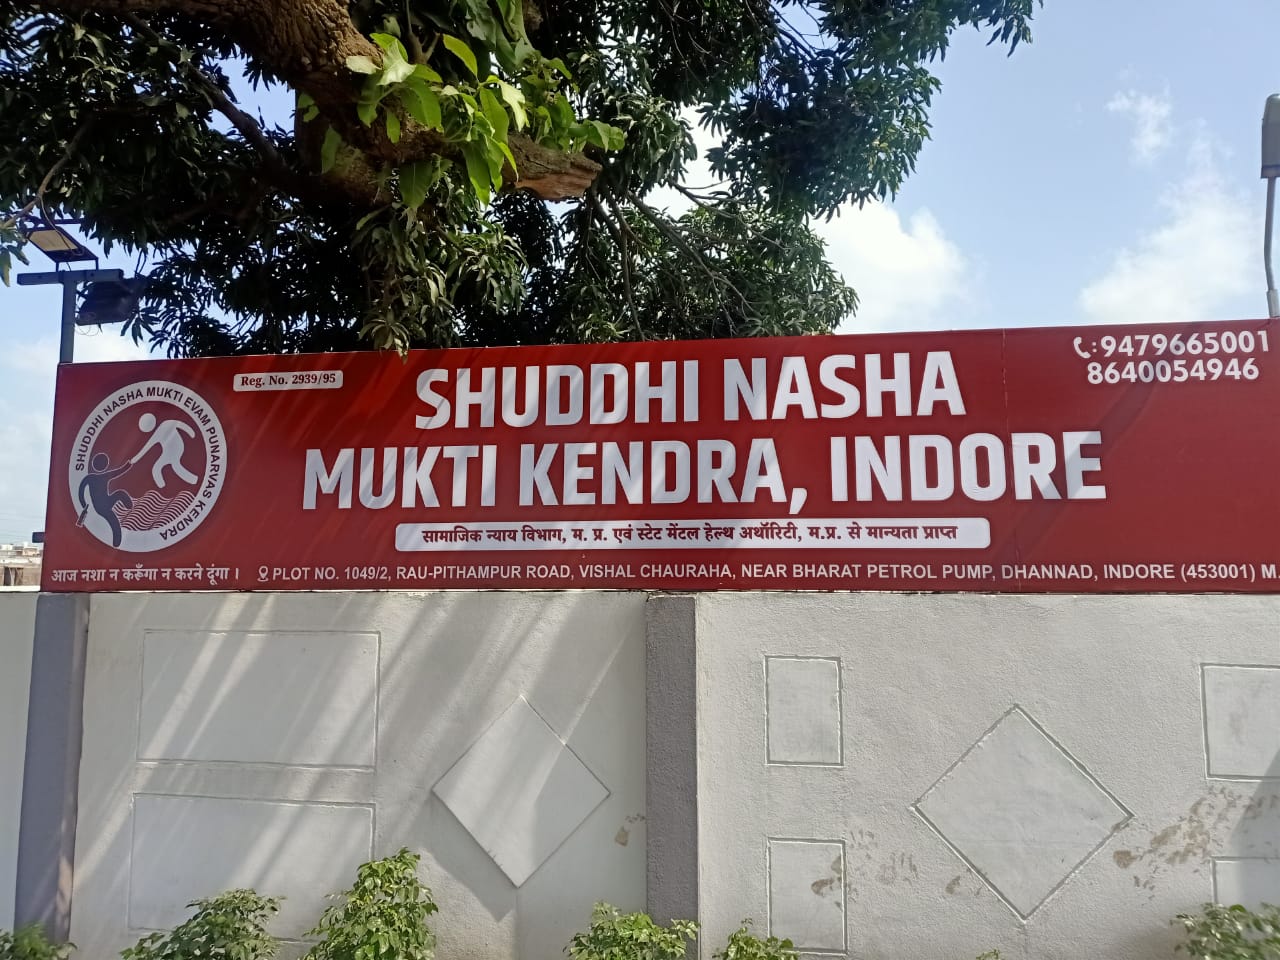 Reg. No. 2939/95
SHUDDHI NASHA MUKTI EVAM PUNARVAS KENDRA
SHUDDHI NASHA
MUKTI KENDRA, INDORE
:9479665001
8640054946
सामाजिक न्याय विभाग, म. प्र. एवं स्टेट मेंटल हेल्थ अथॉरिटी, म.प्र. से मान्यता प्राप्त
आज नशा न करूँगा न करने दूंगा ।
PLOT NO. 1049/2, RAU-PITHAMPUR ROAD, VISHAL CHAURAHA, NEAR BHARAT PETROL PUMP, DHANNAD, INDORE (453001) M.